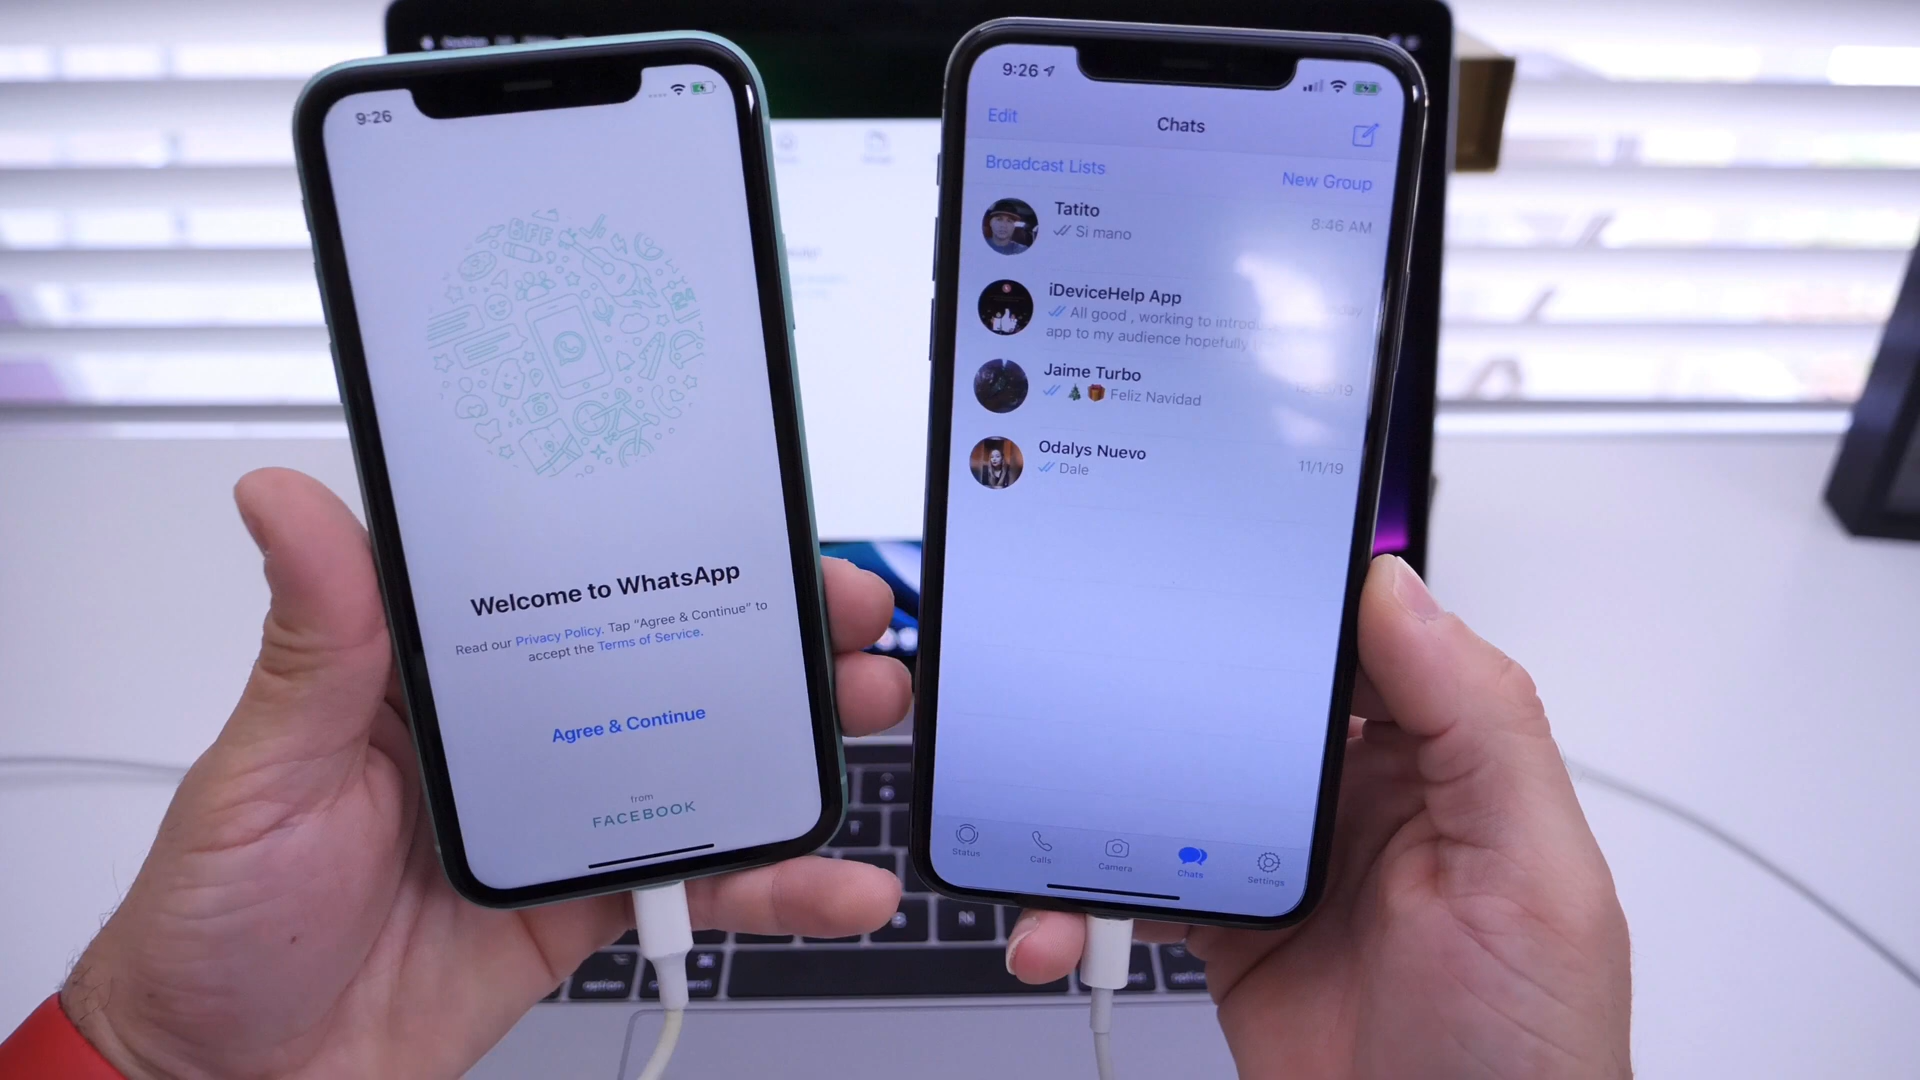 9:26
BFF
Welcome to WhatsApp
Read our Privacy Policy. Tap "Agree & Continue" to
accept the Terms of Service.
Agree & Continue
from
FACEBOOK
9:26
Edit
Chats
Broadcast Lists
New Group
Tatito
8:46 AM
Si mano
iDeviceHelp App
All good , working to
app to my audience hopefully
Jaime Turbo
Feliz Navidad
Odalys Nuevo
11/1/19
Dale
Status
Calls
Camera
Chats
Settings
N
option